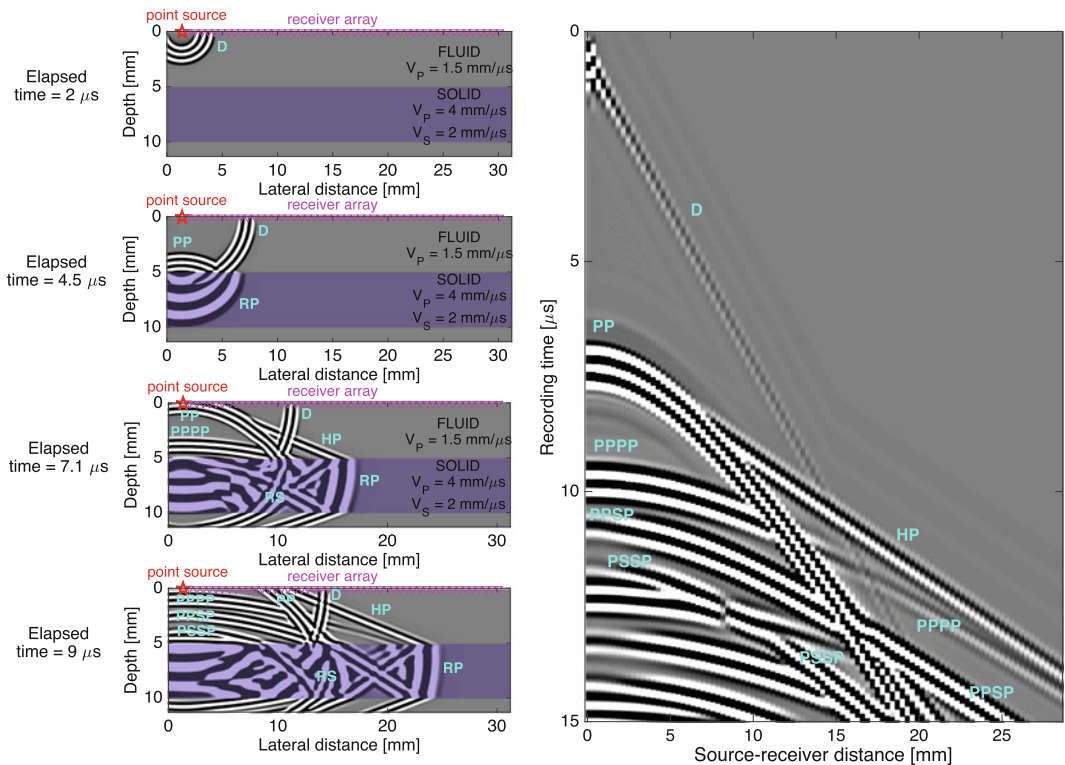 point source
receiver array
0
D
FLUID
V_P = 1.5 mm/μs
Elapsed
time = 2 μs
Depth [mm]
5
SOLID
V_P = 4 mm/μs
V_S = 2 mm/μs
10
0 5 10 15 20 25 30
Lateral distance [mm]
point source
receiver array
0
D
PP
FLUID
V_P = 1.5 mm/μs
Elapsed
time = 4.5 μs
Depth [mm]
5
SOLID
V_P = 4 mm/μs
RP
V_S = 2 mm/μs
10
0 5 10 15 20 25 30
Lateral distance [mm]
point source
receiver array
0
PP
D
PPPP
HP
FLUID
V_P = 1.5 mm/μs
Elapsed
time = 7.1 μs
Depth [mm]
5
SOLID
RP
V_P = 4 mm/μs
RS
V_S = 2 mm/μs
10
0 10 20 30
Lateral distance [mm]
point source
receiver array
0
PPPP
PP
D
HP
PPSP
PSSP
Elapsed
time = 9 μs
Depth [mm]
5
RP
RS
10
0 10 20 30
Lateral distance [mm]
0
D
5
PP
Recording time [μs]
PPPP
10
PPSP
HP
PSSP
PPPP
PSSP
PPSP
15
0 5 10 15 20 25
Source-receiver distance [mm]